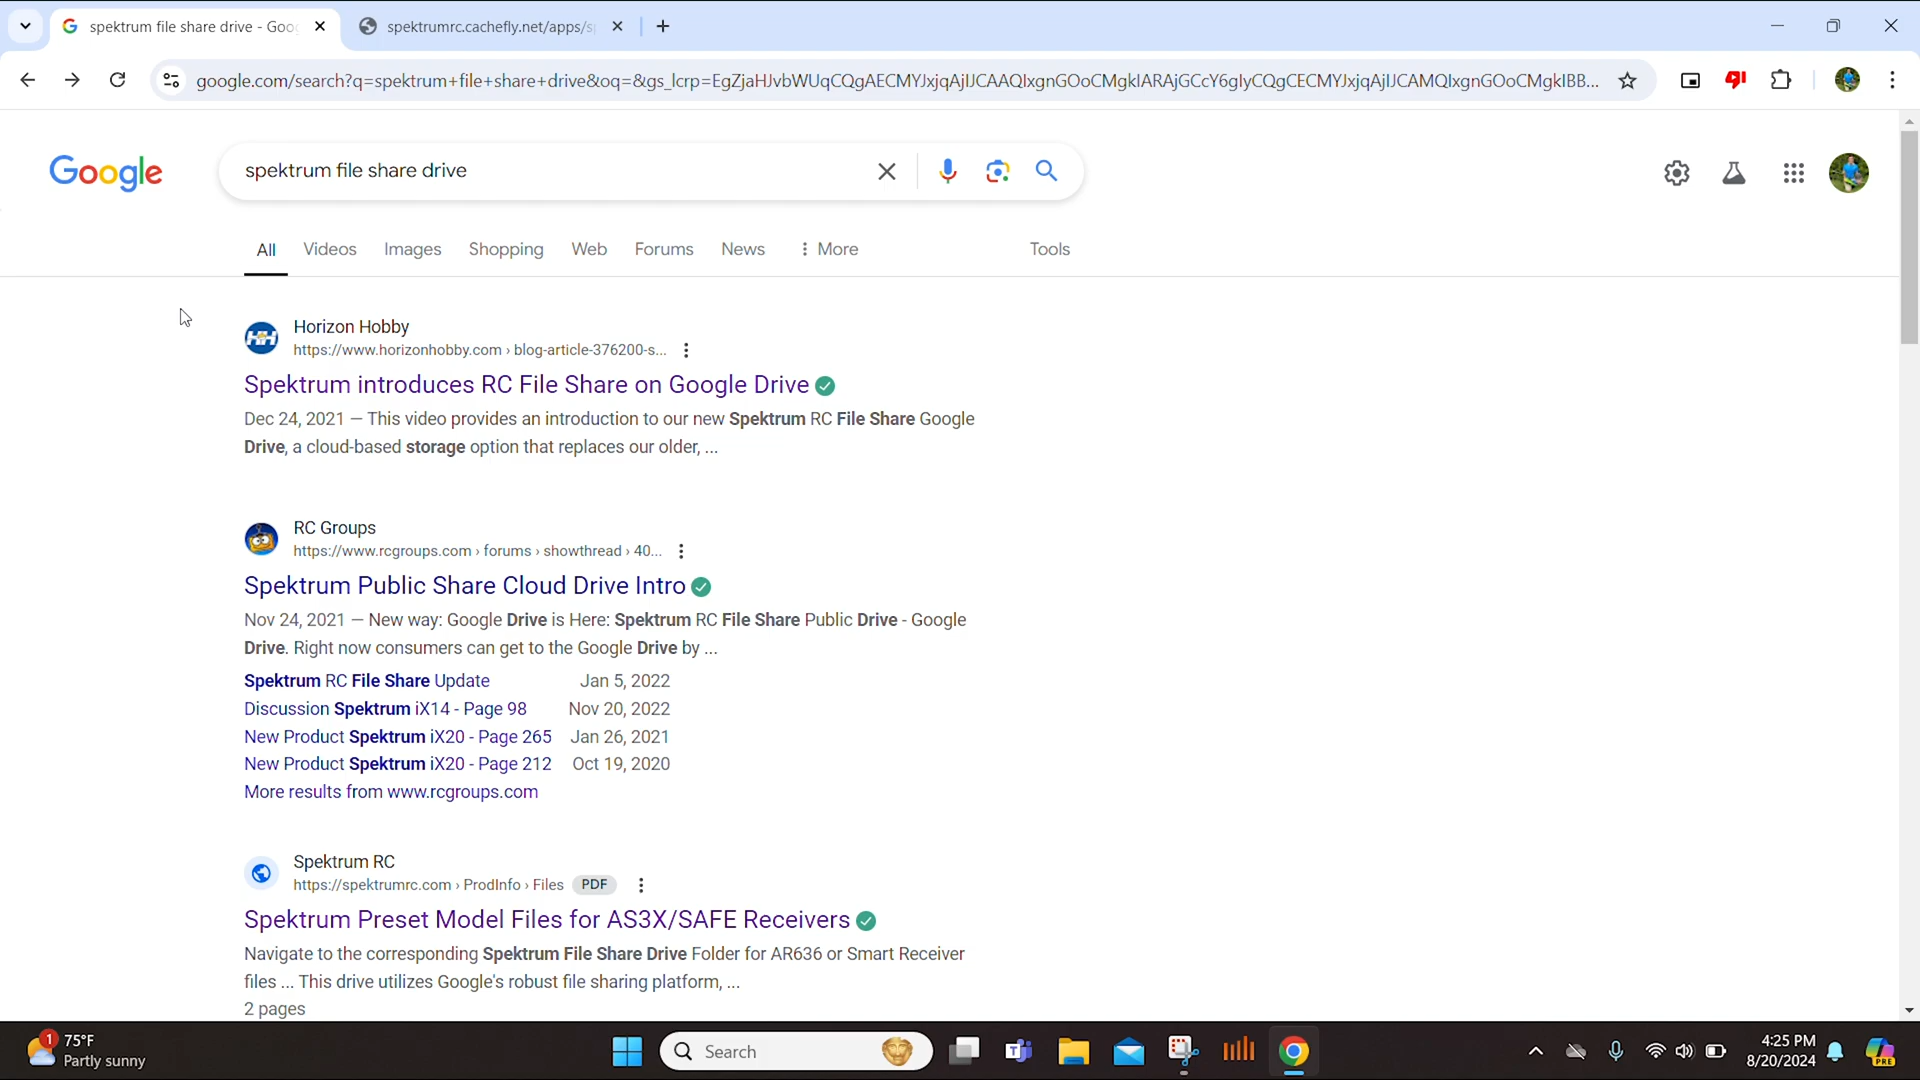 spektrum file share drive - Goo
spektrumrc.cachefly.net/apps/s
google.com/search?q=spektrum+file+share+drive&oq=&gs_lcrp=EgZjaHJvbWUqCQgAECMYJxjqAjIJCAAQIxgnGOoCMgkIARAjGCcY6gIyCQgCECMYJxjqAjIJCAMQIxgnGOoCMgkIBB...
Google
spektrum file share drive
All Videos Images Shopping Web Forums News More Tools
Horizon Hobby
https://www.horizonhobby.com › blog-article-376200-s...
Spektrum introduces RC File Share on Google Drive
Dec 24, 2021 — This video provides an introduction to our new Spektrum RC File Share Google
Drive, a cloud-based storage option that replaces our older, ...
RC Groups
https://www.rcgroups.com › forums › showthread › 40...
Spektrum Public Share Cloud Drive Intro
Nov 24, 2021 — New way: Google Drive is Here: Spektrum RC File Share Public Drive - Google
Drive. Right now consumers can get to the Google Drive by ...
Spektrum RC File Share Update Jan 5, 2022
Discussion Spektrum iX14 - Page 98 Nov 20, 2022
New Product Spektrum iX20 - Page 265 Jan 26, 2021
New Product Spektrum iX20 - Page 212 Oct 19, 2020
More results from www.rcgroups.com
Spektrum RC
https://spektrumrc.com › ProdInfo › Files PDF
Spektrum Preset Model Files for AS3X/SAFE Receivers
Navigate to the corresponding Spektrum File Share Drive Folder for AR636 or Smart Receiver
files ... This drive utilizes Google's robust file sharing platform, ...
2 pages
1
75°F
Partly sunny
Search
4:25 PM
8/20/2024
PRE